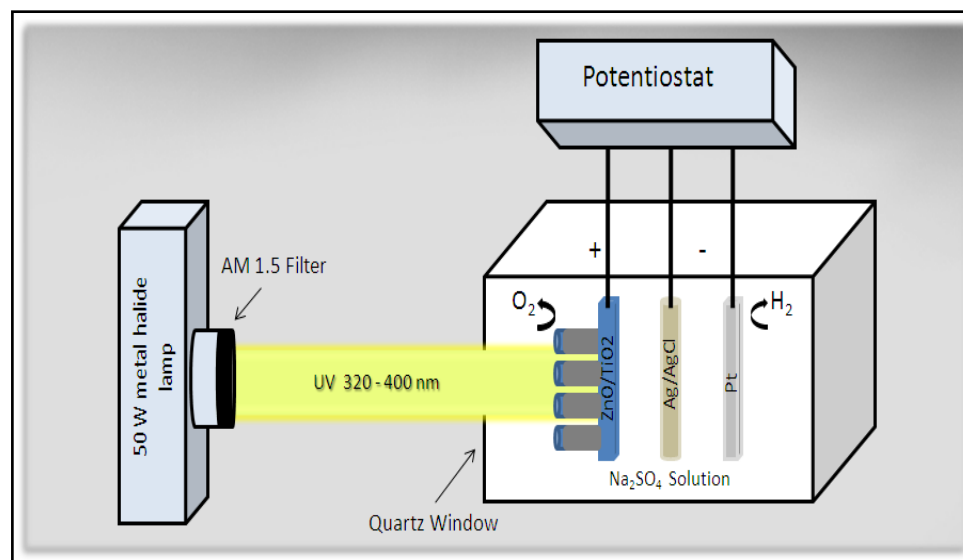 Potentiostat
AM 1.5 Filter
50 W metal halide
lamp
UV 320 - 400 nm
+
-
O₂
H₂
ZnO/TiO2
Ag/AgCl
Pt
Na₂SO₄ Solution
Quartz Window